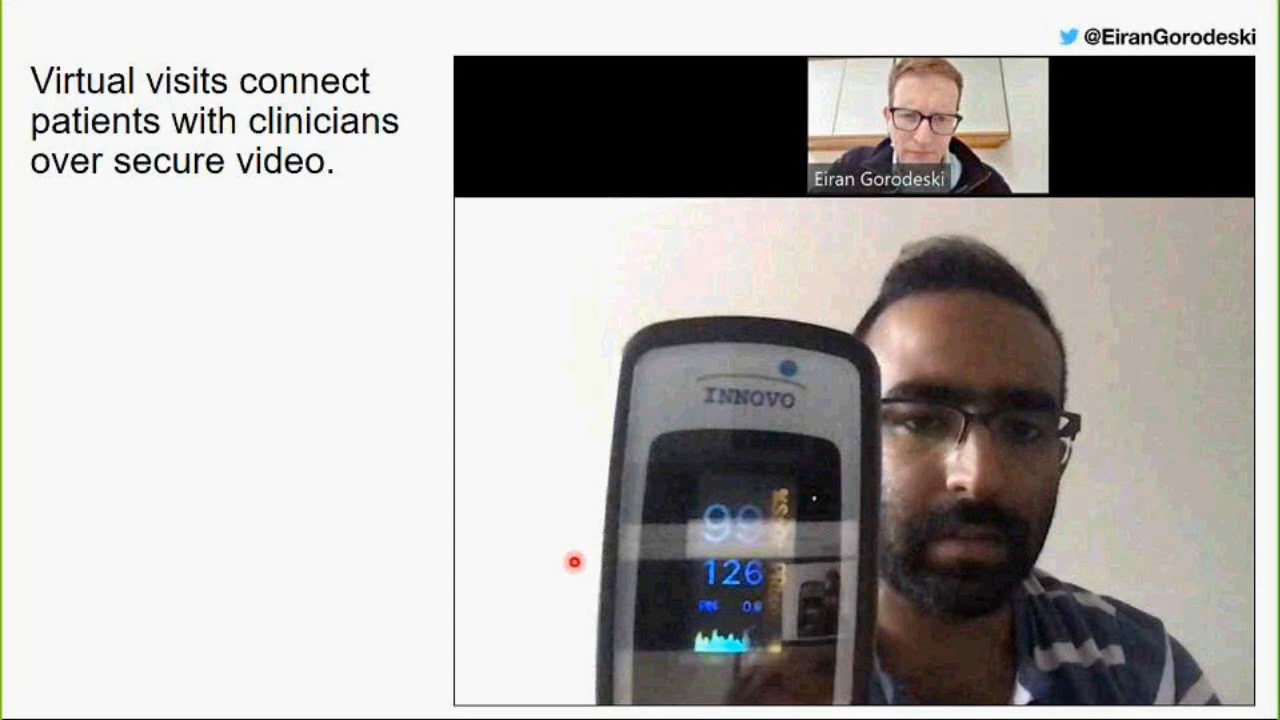 @EiranGorodeski
Virtual visits connect
patients with clinicians
over secure video.
Eiran Gorodeski
INNOVO
99
126